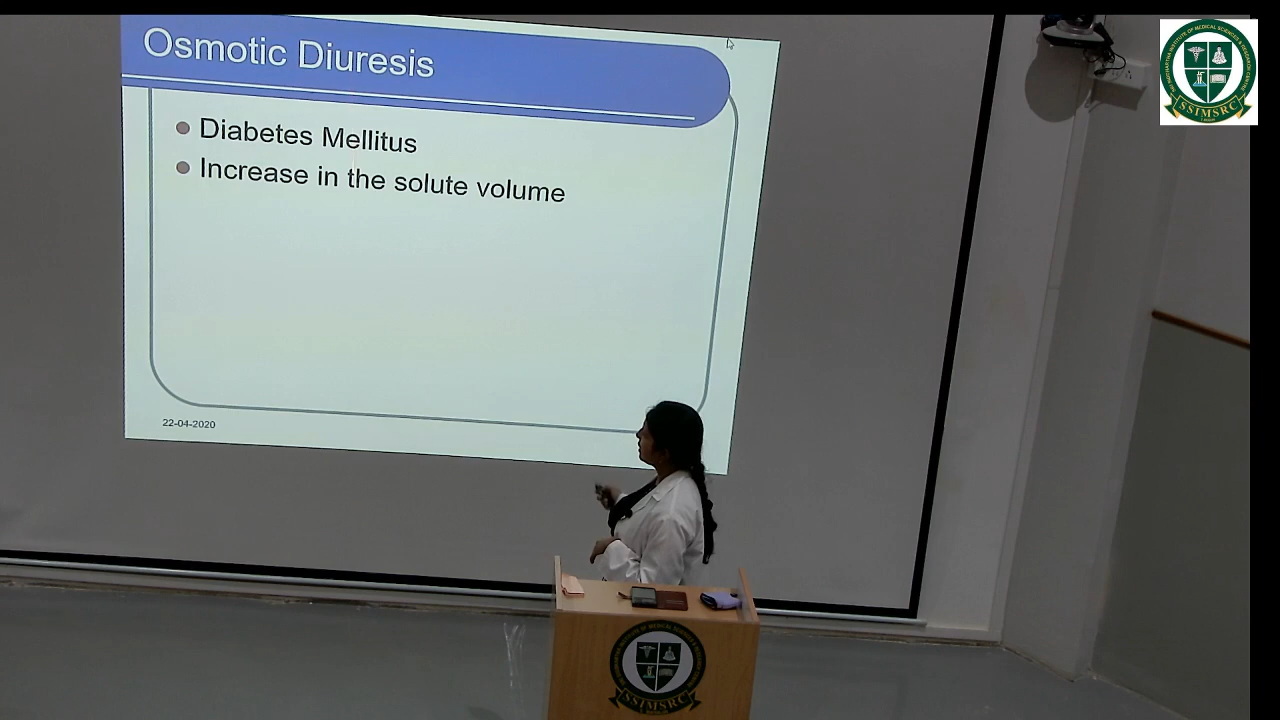 Osmotic Diuresis
Diabetes Mellitus
Increase in the solute volume
22-04-2020
SSIMSRC
SSIMSRC